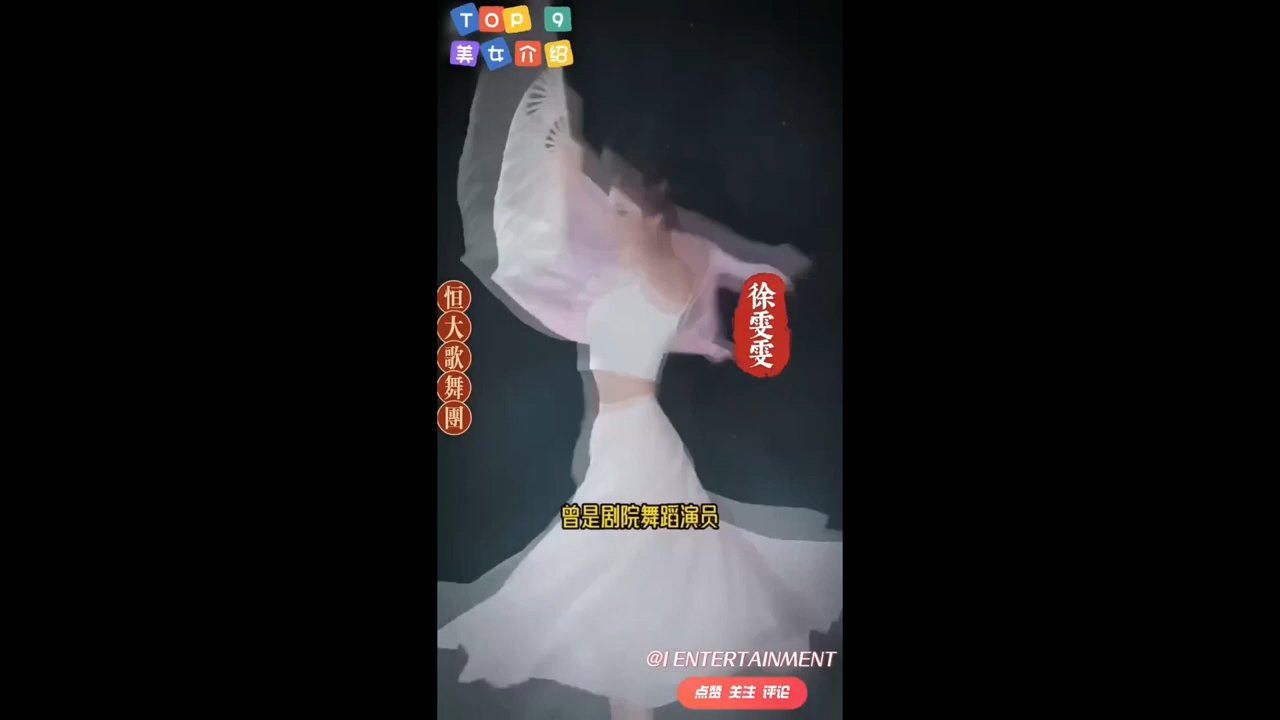 TOP 9
美女介绍
恒大歌舞團
徐雯雯
曾是剧院舞蹈演员
@I ENTERTAINMENT
点赞 关注 评论